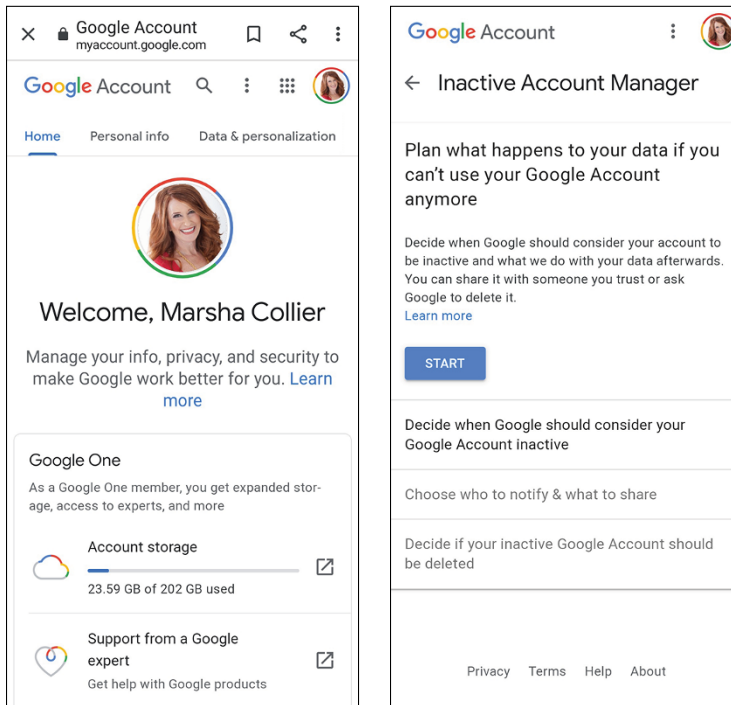 Google Account
myaccount.google.com
Google Account
Home Personal info Data & personalization
Welcome, Marsha Collier
Manage your info, privacy, and security to
make Google work better for you. Learn
more
Google One
As a Google One member, you get expanded stor-
age, access to experts, and more
Account storage
23.59 GB of 202 GB used
Support from a Google
expert
Get help with Google products
Google Account
Inactive Account Manager
Plan what happens to your data if you
can't use your Google Account
anymore
Decide when Google should consider your account to
be inactive and what we do with your data afterwards.
You can share it with someone you trust or ask
Google to delete it.
Learn more
START
Decide when Google should consider your
Google Account inactive
Choose who to notify & what to share
Decide if your inactive Google Account should
be deleted
Privacy Terms Help About